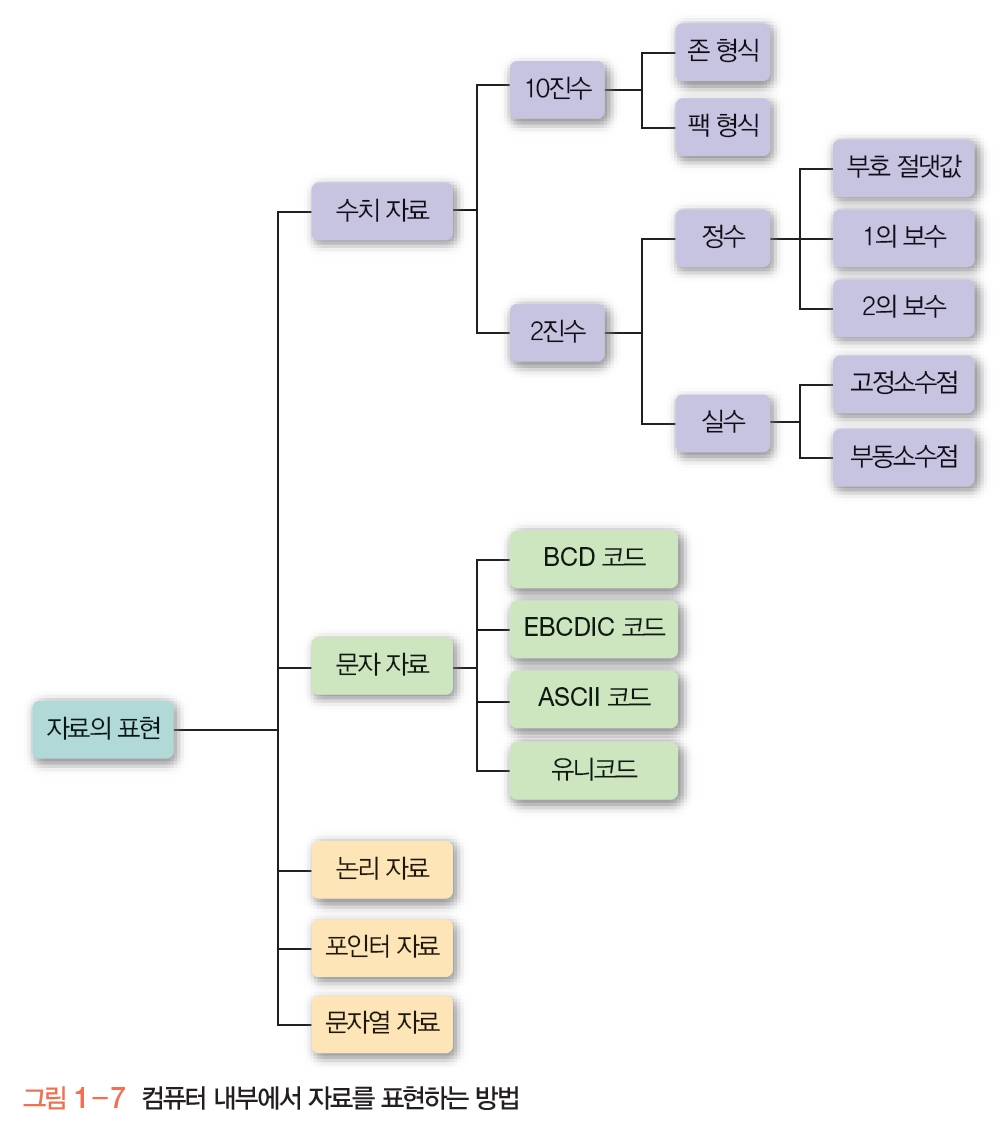 존 형식
10진수
팩 형식
부호 절댓값
수치 자료
정수
1의 보수
2의 보수
2진수
고정소수점
실수
부동소수점
BCD 코드
EBCDIC 코드
문자 자료
ASCII 코드
자료의 표현
유니코드
논리 자료
포인터 자료
문자열 자료
그림 1-7 컴퓨터 내부에서 자료를 표현하는 방법